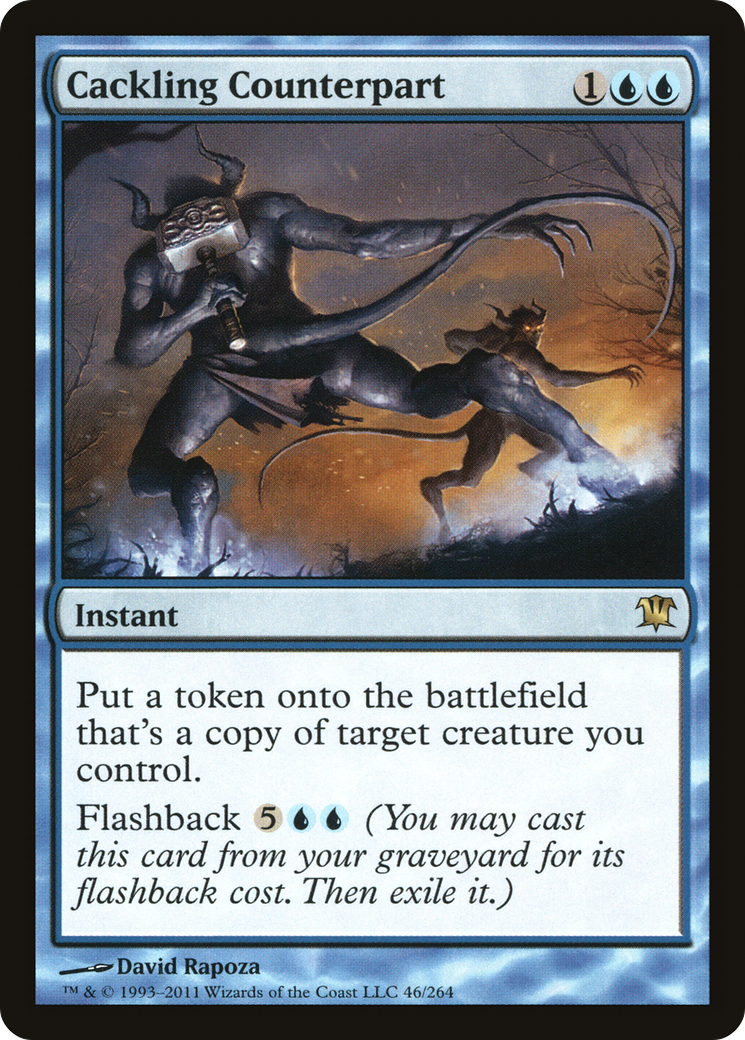 Cackling Counterpart 1
Instant
Put a token onto the battlefield
that's a copy of target creature you
control.
Flashback 5 (You may cast
this card from your graveyard for its
flashback cost. Then exile it.)
David Rapoza
™ & © 1993–2011 Wizards of the Coast LLC 46/264